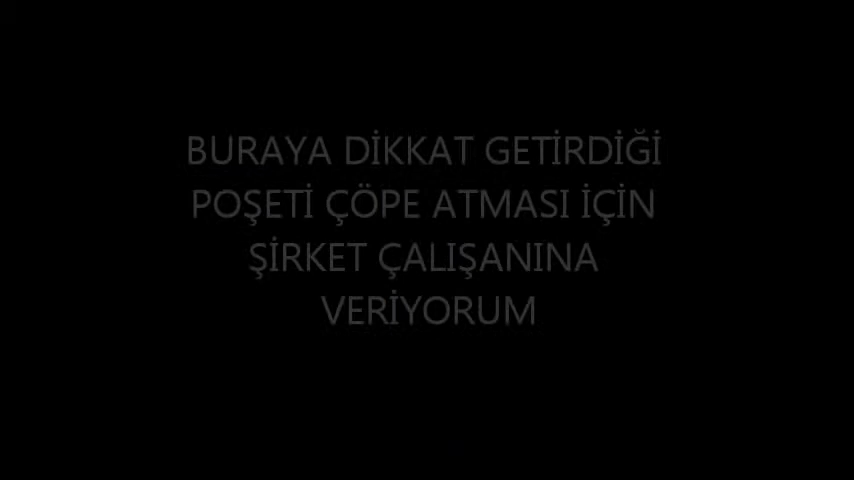 BURAYA DİKKAT GETİRDİĞİ
POŞETİ ÇÖPE ATMASI İÇİN
ŞİRKET ÇALIŞANINA
VERİYORUM